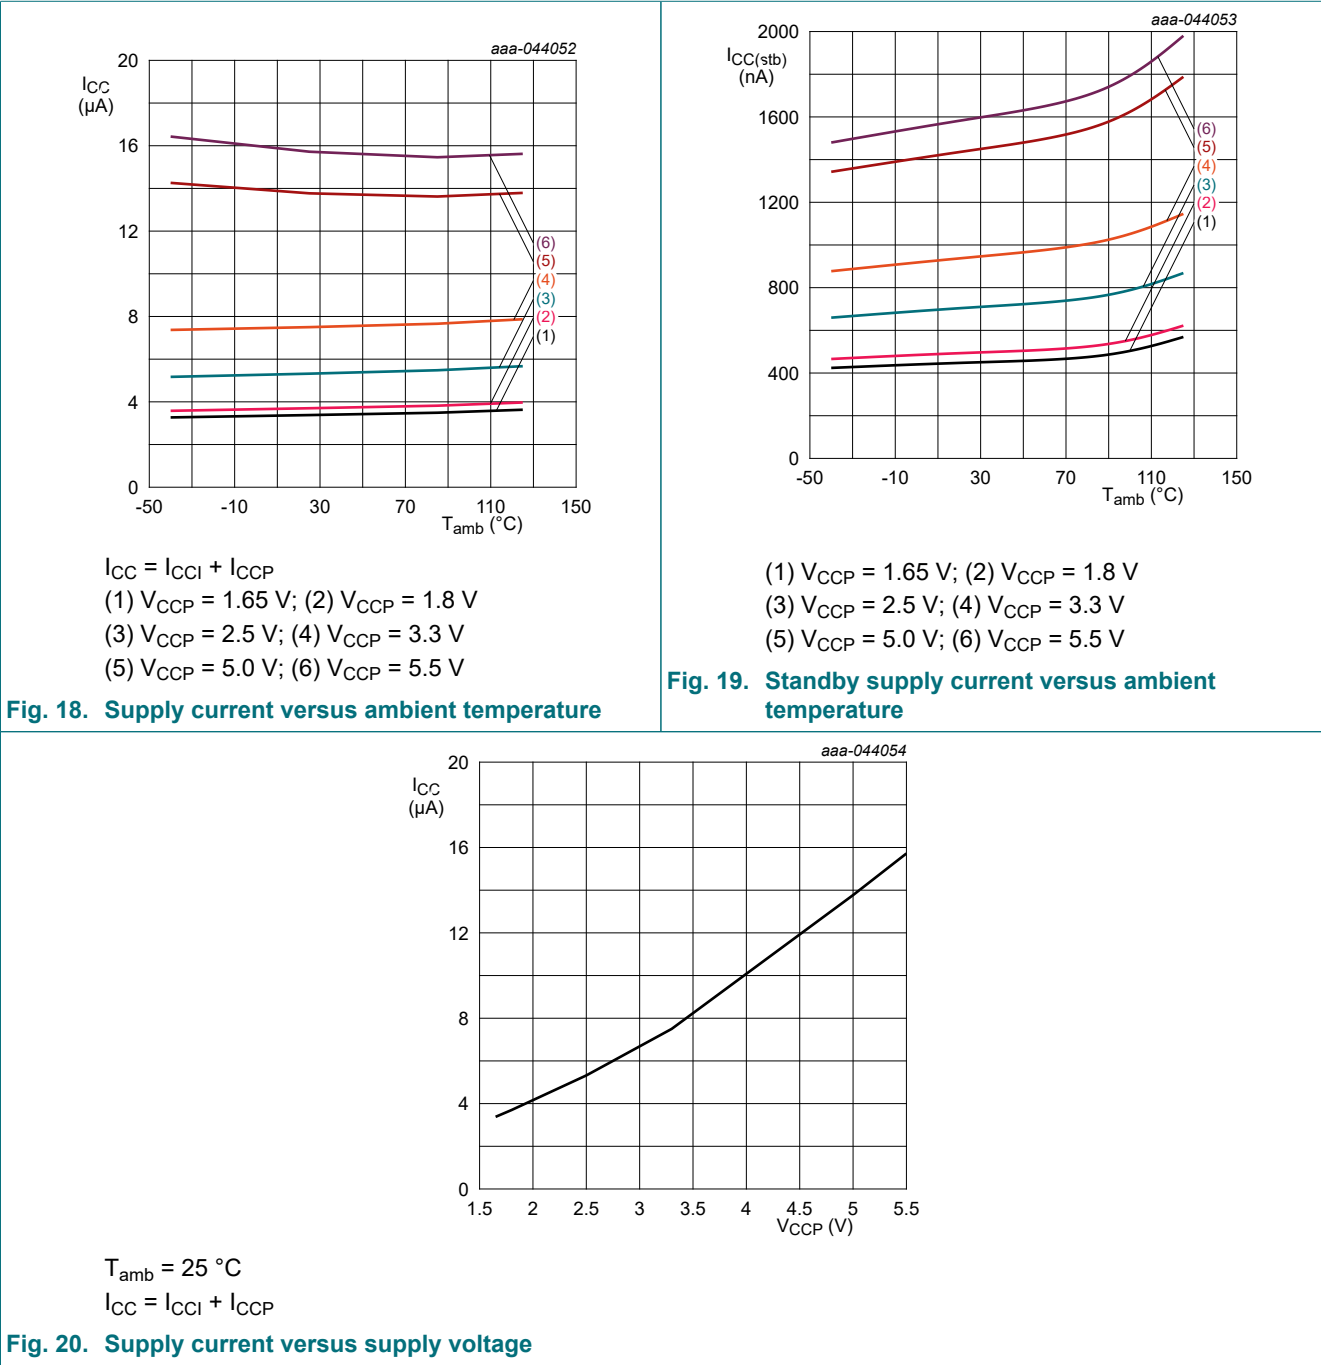 aaa-044052
ICC
(µA)
20
16
12
8
4
0
-50 -10 30 70 110 150
Tamb (°C)
(6)
(5)
(4)
(3)
(2)
(1)
ICC = ICCI + ICCP
(1) VCCP = 1.65 V; (2) VCCP = 1.8 V
(3) VCCP = 2.5 V; (4) VCCP = 3.3 V
(5) VCCP = 5.0 V; (6) VCCP = 5.5 V
Fig. 18. Supply current versus ambient temperature
aaa-044053
ICC(stb)
(nA)
2000
1600
1200
800
400
0
-50 -10 30 70 110 150
Tamb (°C)
(6)
(5)
(4)
(3)
(2)
(1)
(1) VCCP = 1.65 V; (2) VCCP = 1.8 V
(3) VCCP = 2.5 V; (4) VCCP = 3.3 V
(5) VCCP = 5.0 V; (6) VCCP = 5.5 V
Fig. 19. Standby supply current versus ambient
temperature
aaa-044054
ICC
(µA)
20
16
12
8
4
0
1.5 2 2.5 3 3.5 4 4.5 5 5.5
VCCP (V)
Tamb = 25 °C
ICC = ICCI + ICCP
Fig. 20. Supply current versus supply voltage